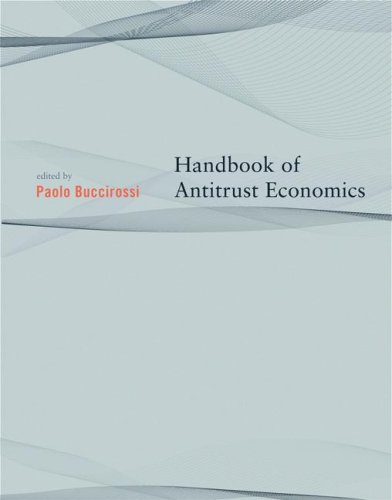 edited by
Paolo Buccirossi
Handbook of
Antitrust Economics